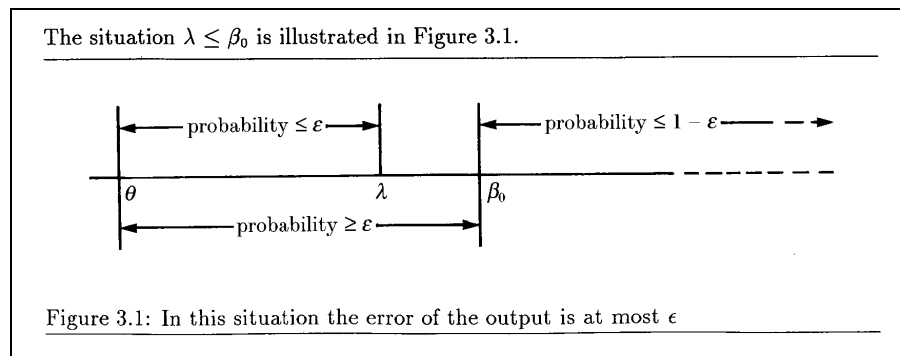 The situation λ ≤ β₀ is illustrated in Figure 3.1.
probability ≤ ε
probability ≤ 1 – ε
θ
λ
β₀
probability ≥ ε
Figure 3.1: In this situation the error of the output is at most ϵ